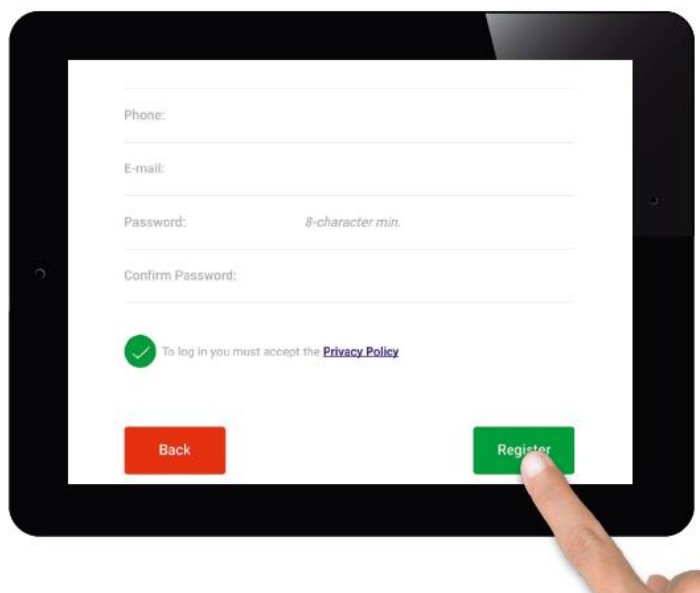 Phone:
E-mail:
Password: 8-character min.
Confirm Password:
To log in you must accept the Privacy Policy
Back
Register